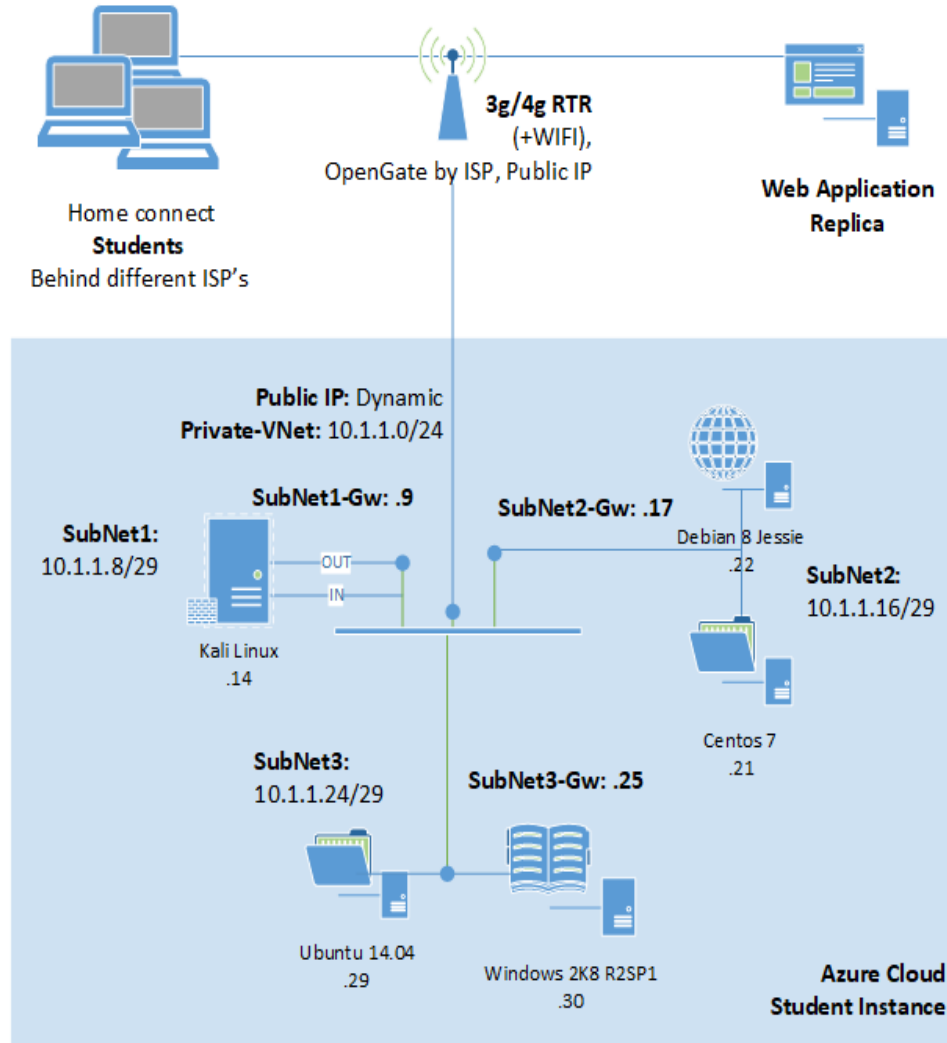 3g/4g RTR
(+WIFI),
OpenGate by ISP, Public IP
Home connect
Students
Behind different ISP's
Web Application
Replica
Public IP: Dynamic
Private-VNet: 10.1.1.0/24
SubNet1-Gw: .9
SubNet1:
10.1.1.8/29
OUT
IN
Kali Linux
.14
SubNet2-Gw: .17
Debian 8 Jessie
.22
SubNet2:
10.1.1.16/29
Centos 7
.21
SubNet3:
10.1.1.24/29
SubNet3-Gw: .25
Ubuntu 14.04
.29
Windows 2K8 R2SP1
.30
Azure Cloud
Student Instance